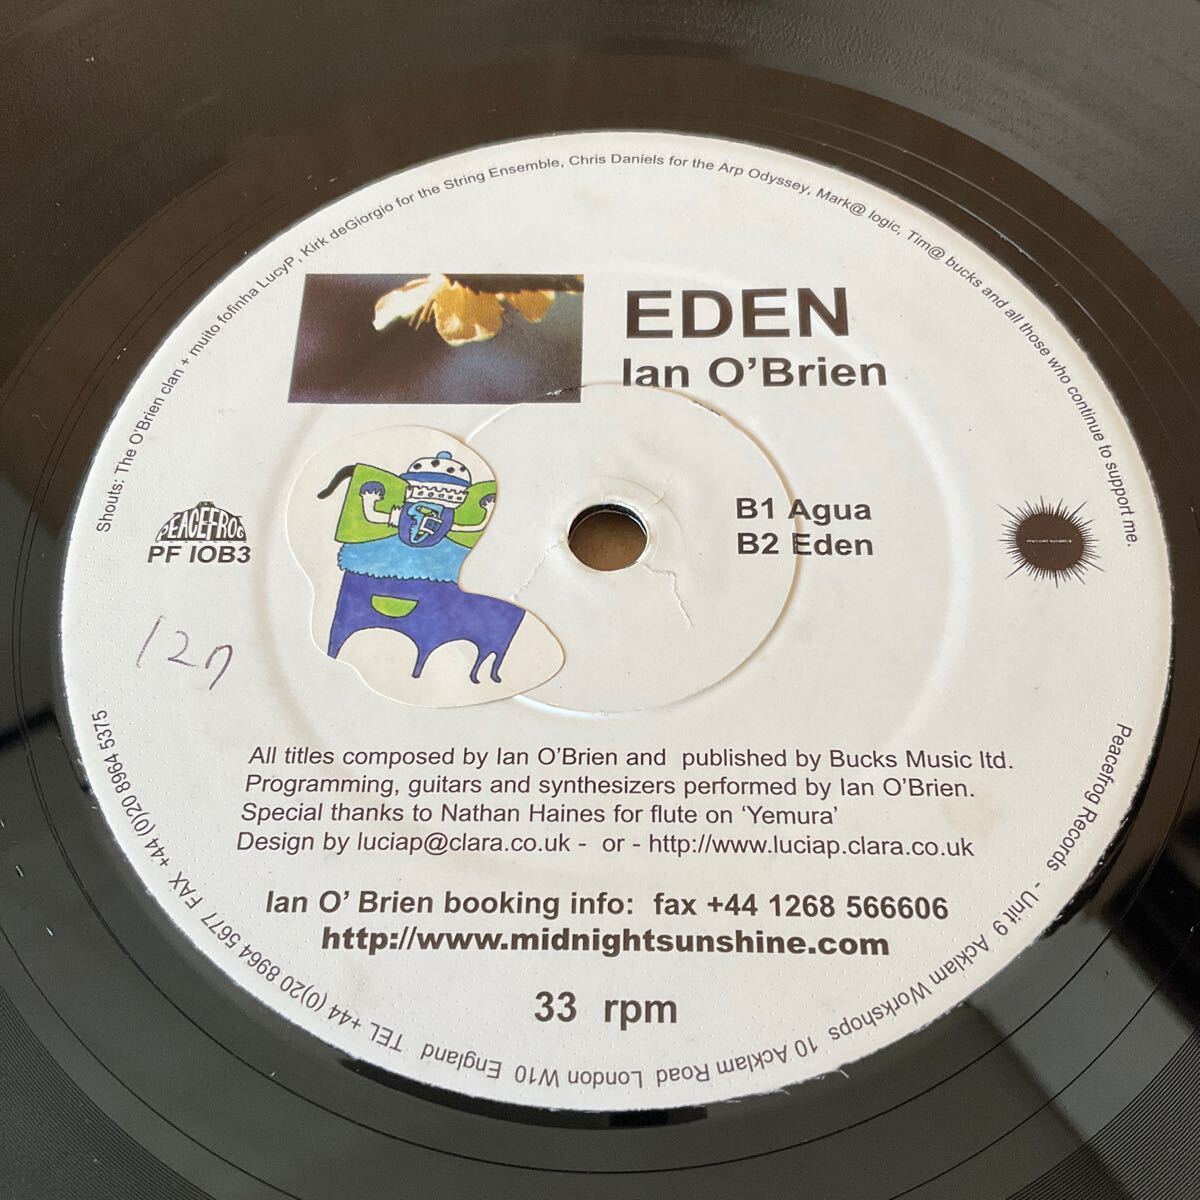 Shouts: The O'Brien clan + muito fofinha LucyP, Kirk deGiorgio for the String Ensemble, Chris Daniels for the Arp Odyssey, Mark@ logic, Tim@ bucks and all those who continue to support me.
EDEN
Ian O'Brien
B1 Agua
B2 Eden
PEACEFROG
PF IOB3
127
All titles composed by Ian O'Brien and published by Bucks Music ltd.
Programming, guitars and synthesizers performed by Ian O'Brien.
Special thanks to Nathan Haines for flute on 'Yemura'
Design by luciap@clara.co.uk - or - http://www.luciap.clara.co.uk
Ian O' Brien booking info: fax +44 1268 566606
http://www.midnightsunshine.com
33 rpm
Peacefrog Records - Unit 9 Acklam Workshops 10 Acklam Road London W10 England TEL +44 (0)20 8964 5677 FAX +44 (0)20 8964 5375